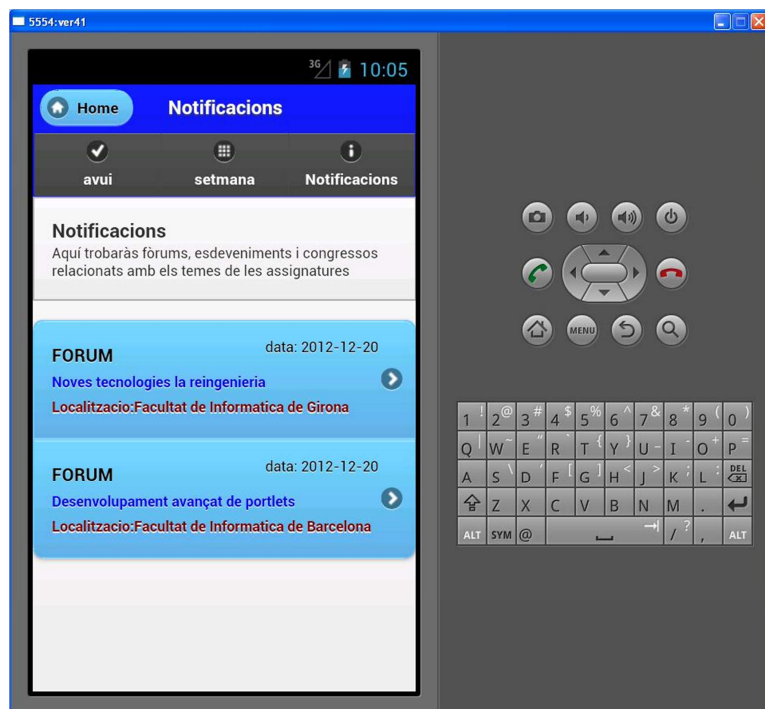 5554:ver41
3G 10:05
Home Notificacions
avui setmana Notificacions
Notificacions
Aquí trobaràs fòrums, esdeveniments i congressos
relacionats amb els temes de les assignatures
FORUM data: 2012-12-20
Noves tecnologies la reingenieria
Localitzacio:Facultat de Informatica de Girona
FORUM data: 2012-12-20
Desenvolupament avançat de portlets
Localitzacio:Facultat de Informatica de Barcelona
MENU
1 ! 2 @ 3 # 4 $ 5 % 6 ^ 7 & 8 * 9 ( 0 )
Q | W ~ E " R ` T { Y } U - I - O + P =
A S \ D ' F [ G ] H < J > K ; L : DEL
Z X C V B N M .
ALT SYM @ / ? , ALT